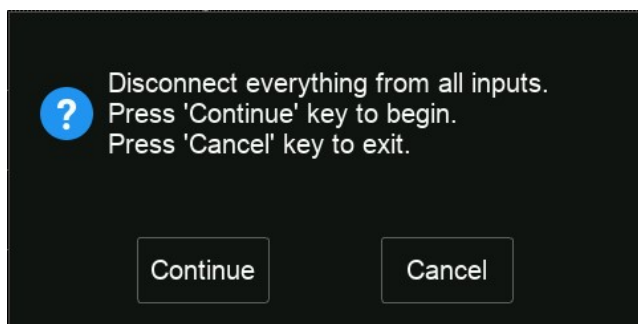 Disconnect everything from all inputs.
Press 'Continue' key to begin.
Press 'Cancel' key to exit.
Continue
Cancel